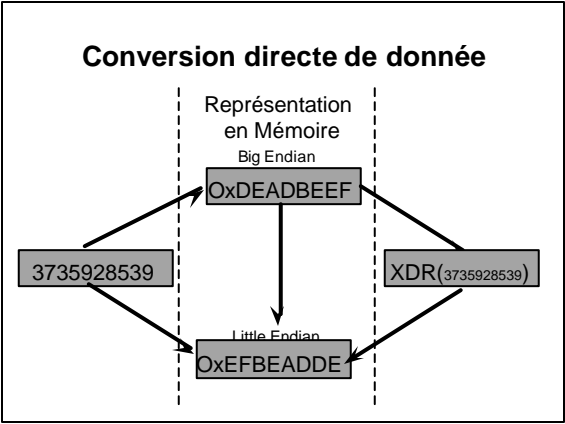 Conversion directe de donnée
Représentation
en Mémoire
Big Endian
OxDEADBEEF
3735928539
XDR(3735928539)
Little Endian
OxEFBEADDE